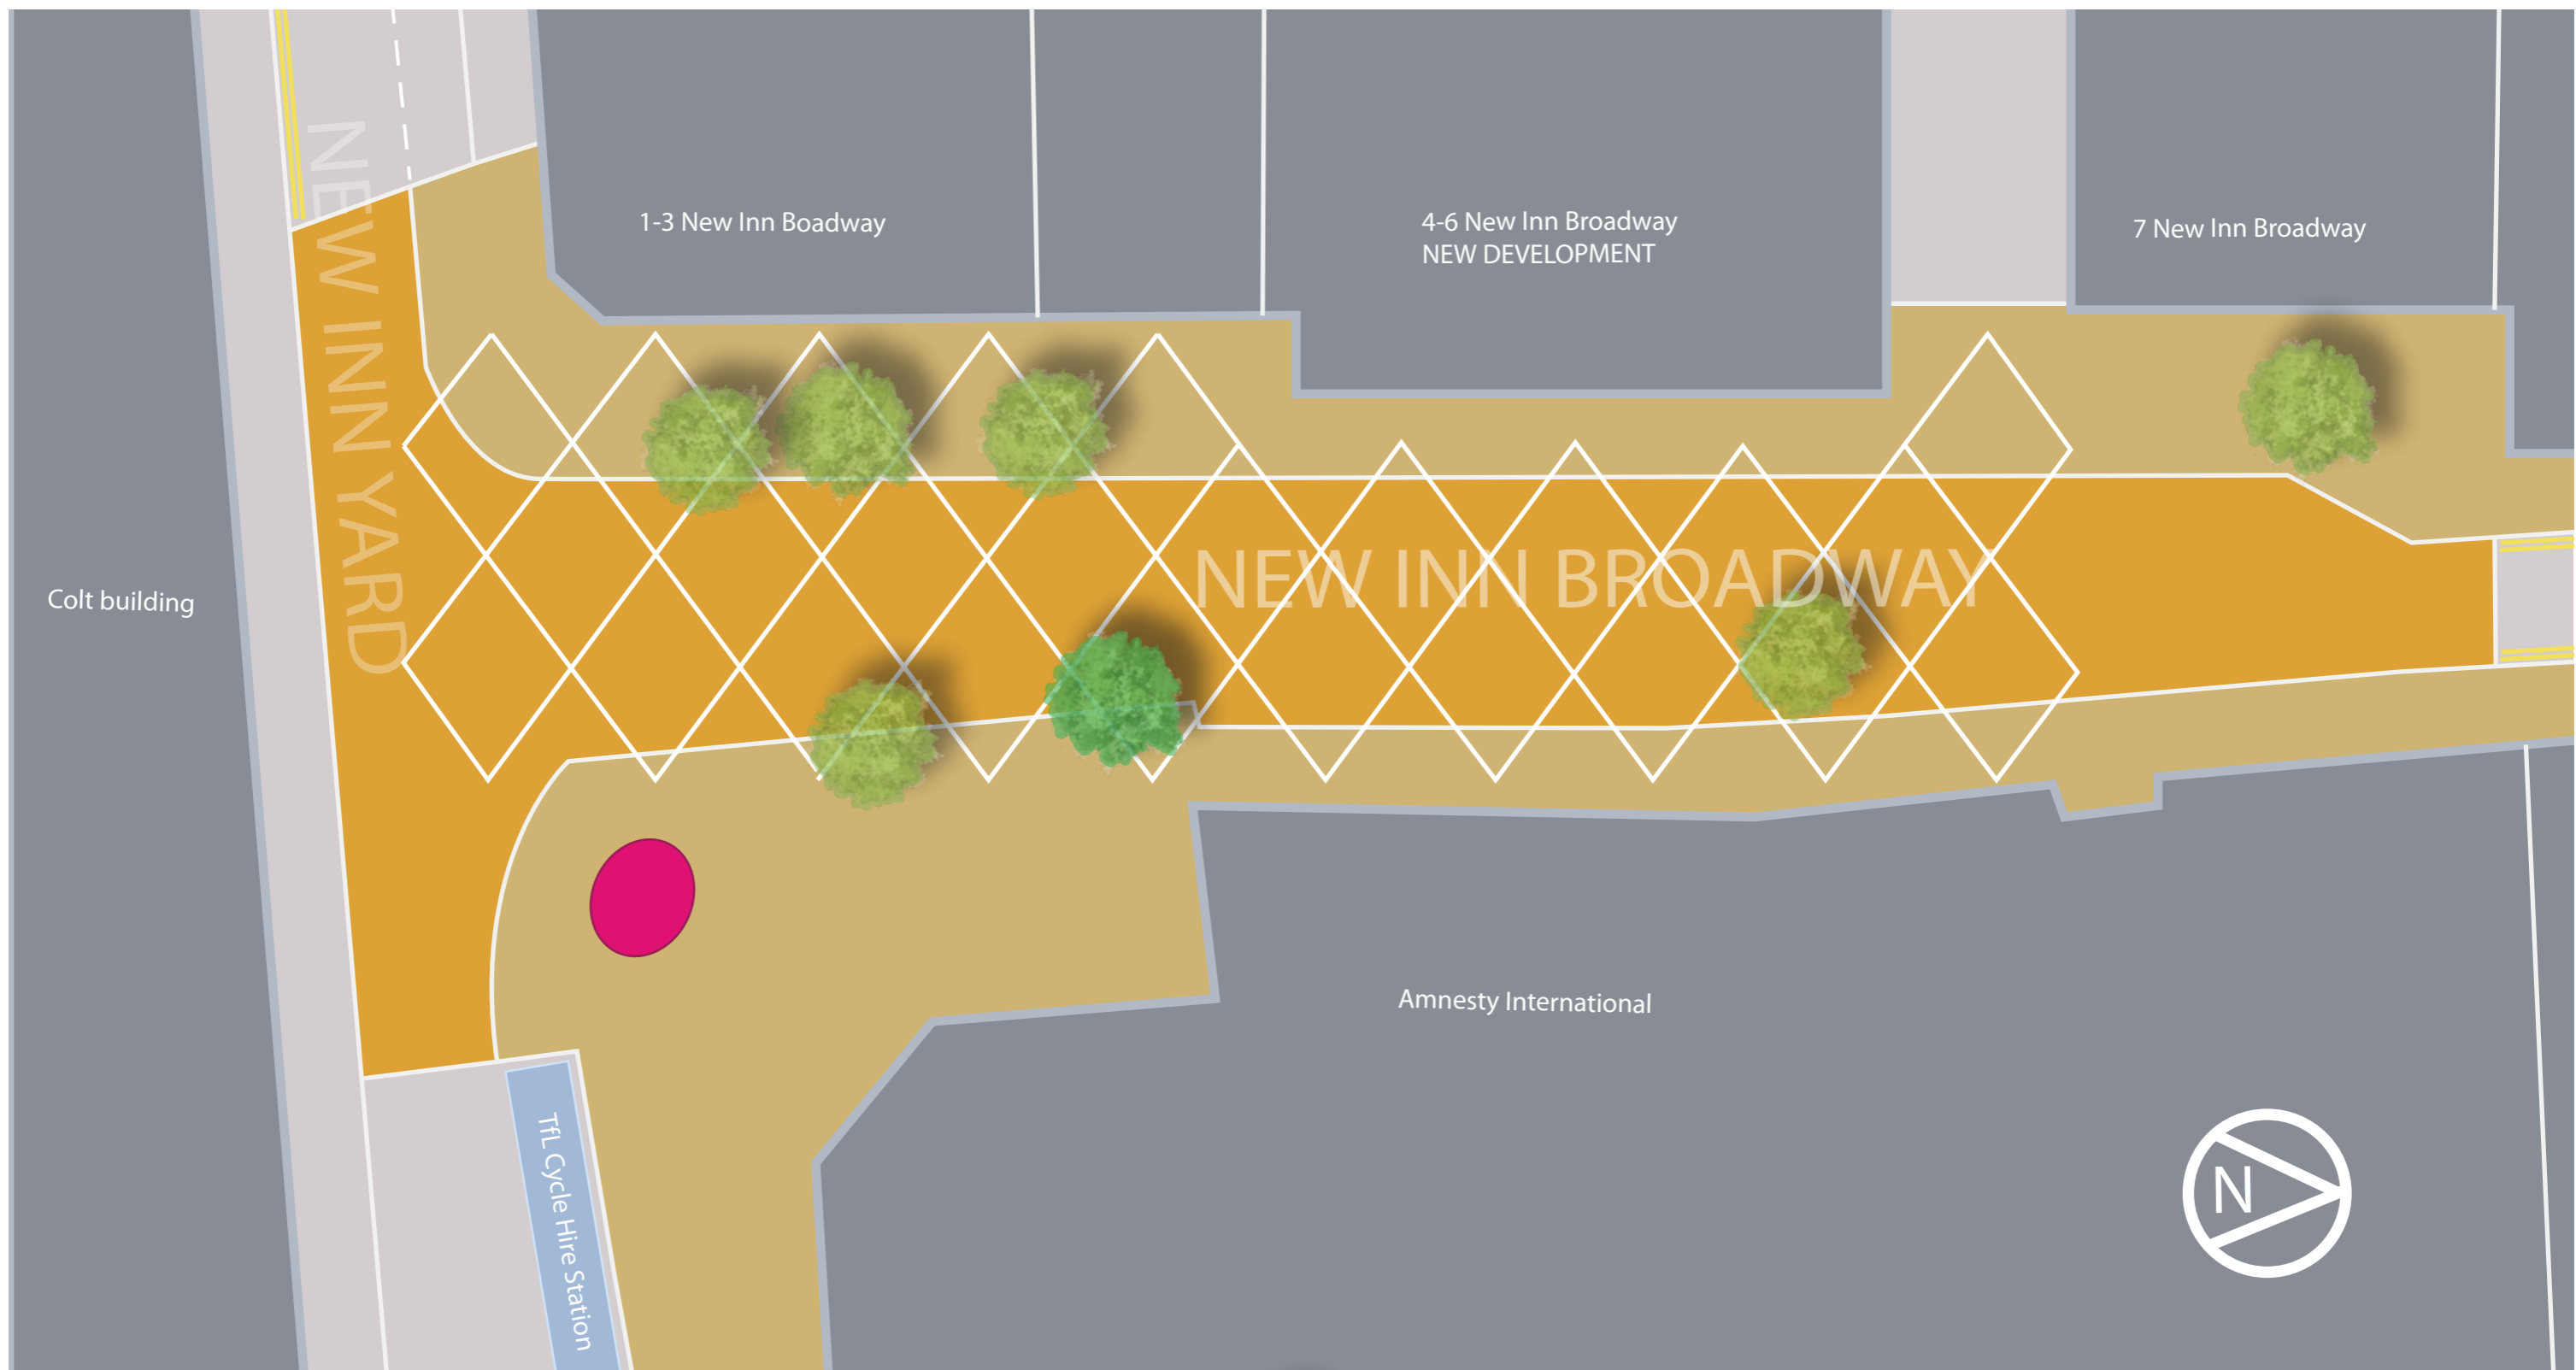 NEW INN YARD
1-3 New Inn Boadway
4-6 New Inn Broadway
NEW DEVELOPMENT
7 New Inn Broadway
NEW INN BROADWAY
Colt building
Amnesty International
TfL Cycle Hire Station
N